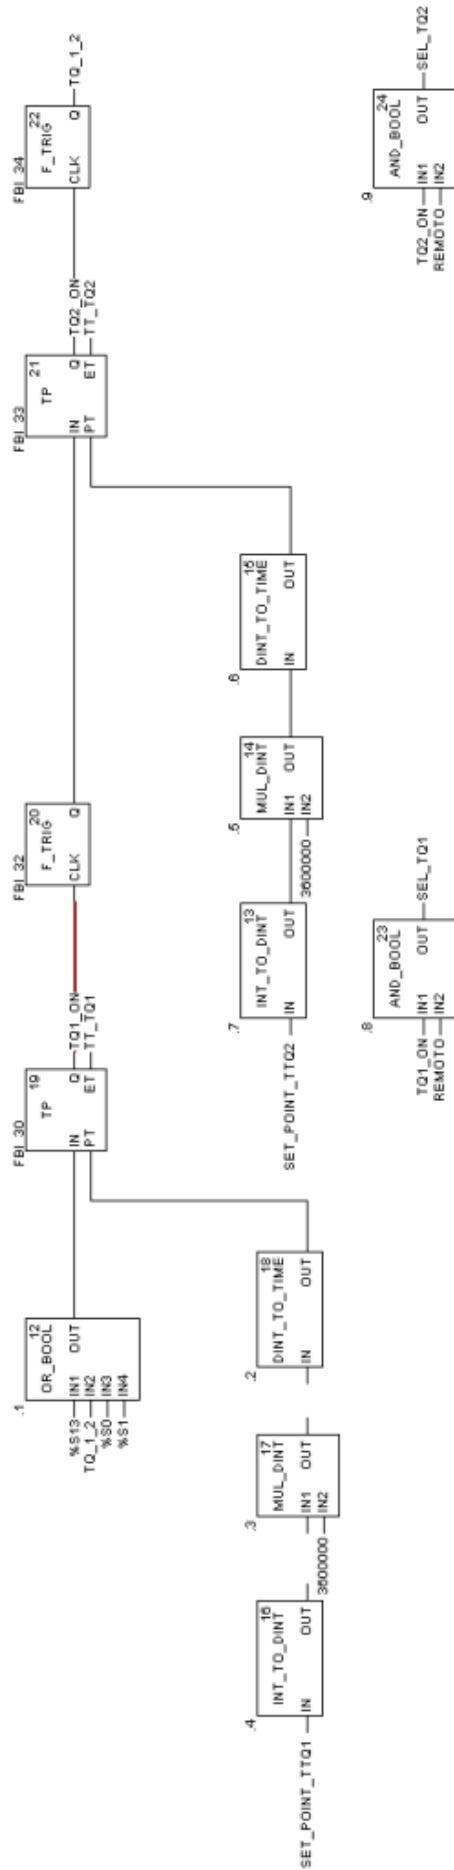 .1
12
OR_BOOL
%S13
IN1
OUT
TQ_1_2
IN2
%S0
IN3
%S1
IN4
FBI_30
19
TP
IN
Q
TQ1_ON
PT
ET
TT_TQ1
FBI_32
20
F_TRIG
CLK
Q
FBI_33
21
TP
IN
Q
TQ2_ON
PT
ET
TT_TQ2
FBI_34
22
F_TRIG
CLK
Q
TQ_1_2
.4
16
INT_TO_DINT
SET_POINT_TTQ1
IN
OUT
.3
17
MUL_DINT
IN1
OUT
3600000
IN2
.2
18
DINT_TO_TIME
IN
OUT
.7
13
INT_TO_DINT
SET_POINT_TTQ2
IN
OUT
.5
14
MUL_DINT
IN1
OUT
3600000
IN2
.6
15
DINT_TO_TIME
IN
OUT
.8
23
AND_BOOL
TQ1_ON
IN1
OUT
SEL_TQ1
REMOTO
IN2
.9
24
AND_BOOL
TQ2_ON
IN1
OUT
SEL_TQ2
REMOTO
IN2